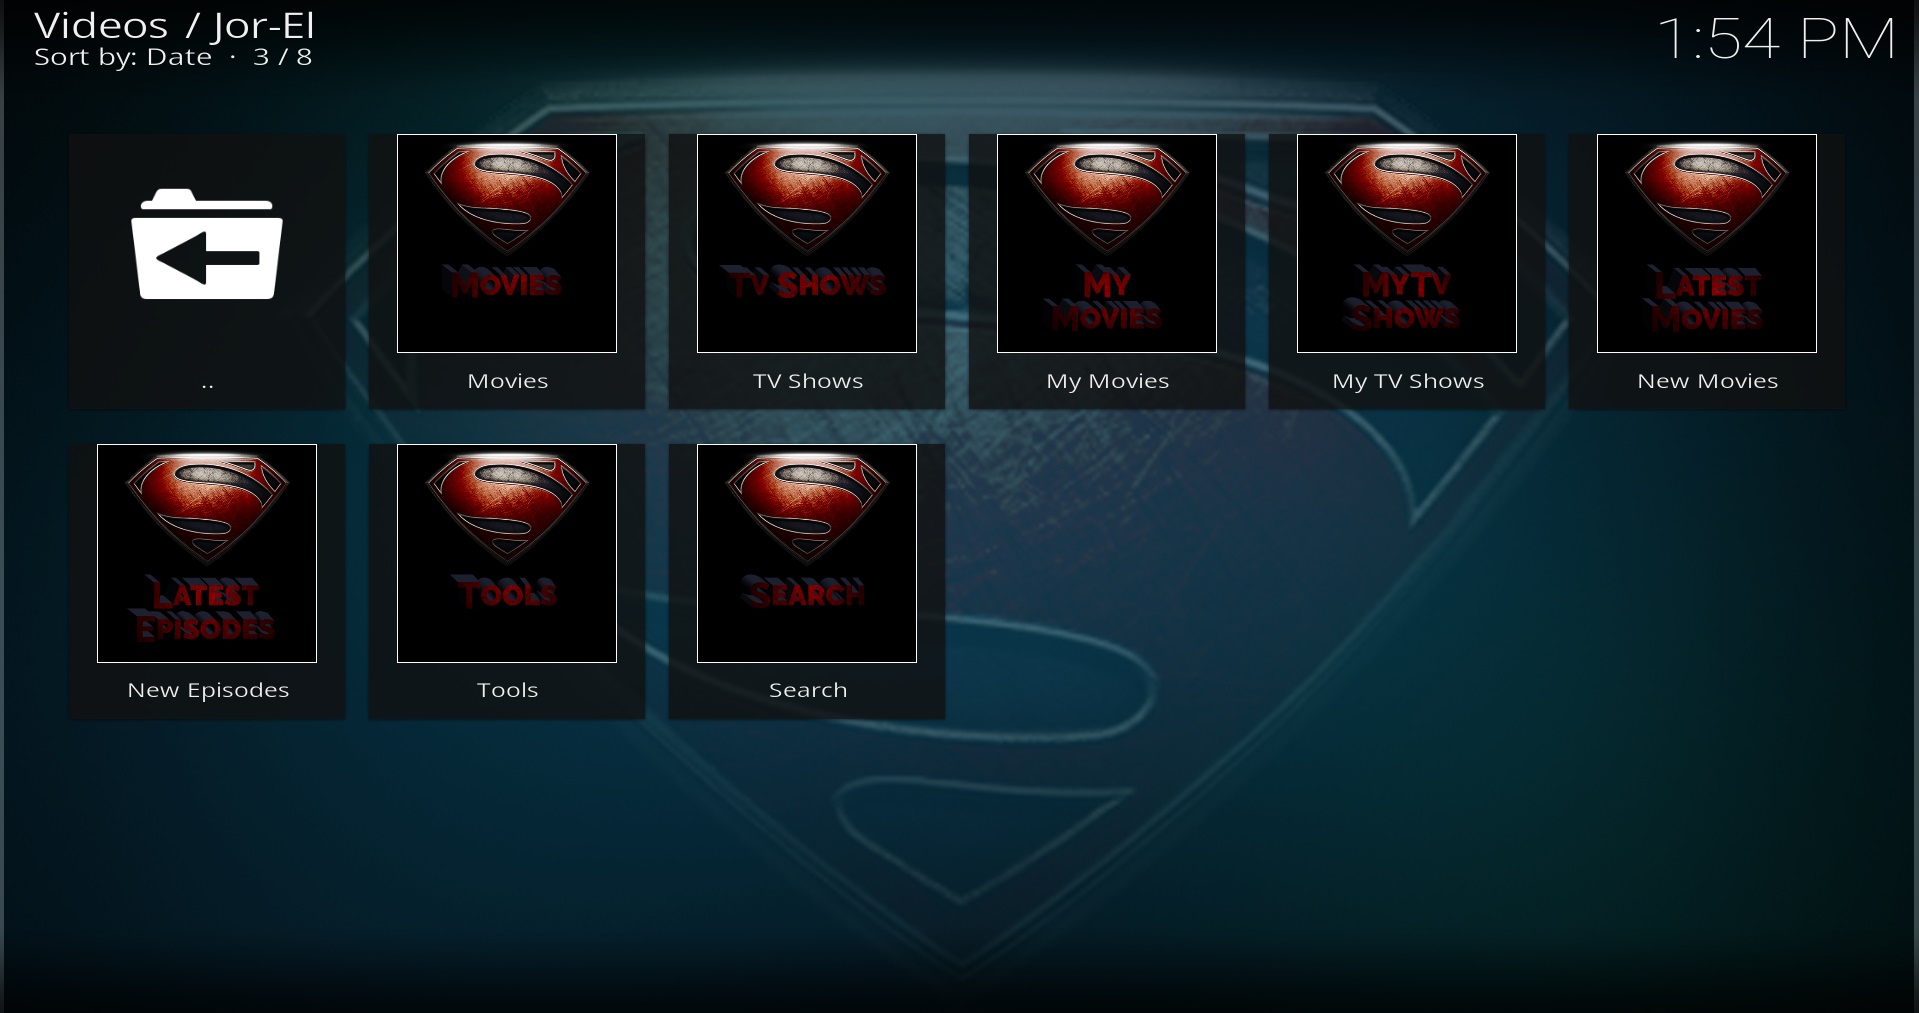 Videos / Jor-El
Sort by: Date · 3 / 8
1:54 PM
..
MOVIES
Movies
TV SHOWS
TV Shows
MY
MOVIES
My Movies
MY TV
SHOWS
My TV Shows
LATEST
MOVIES
New Movies
LATEST
EPISODES
New Episodes
TOOLS
Tools
SEARCH
Search